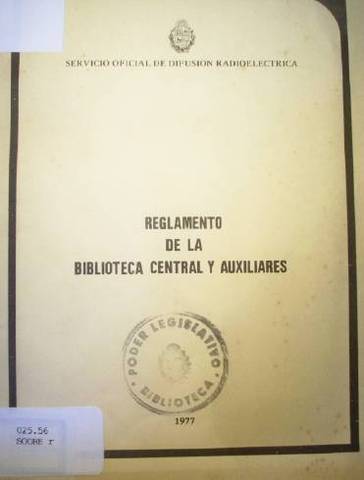 SERVICIO OFICIAL DE DIFUSION RADIOELECTRICA
REGLAMENTO
DE LA
BIBLIOTECA CENTRAL Y AUXILIARES
PODER LEGISLATIVO
BIBLIOTECA
1977
025.56
SODRE r